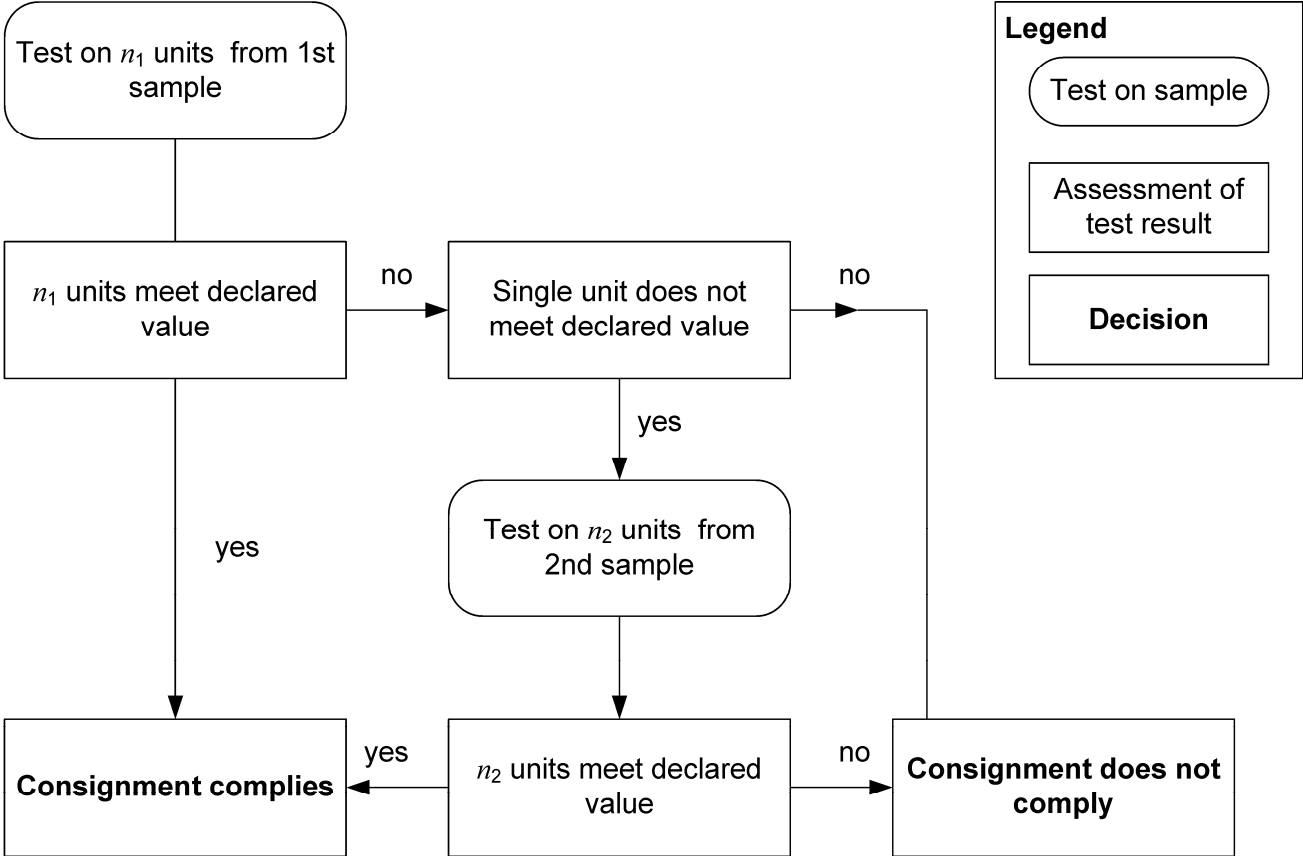 Test on n1 units from 1st
sample
n1 units meet declared
value
no
Single unit does not
meet declared value
no
yes
yes
Test on n2 units from
2nd sample
Consignment complies
yes
n2 units meet declared
value
no
Consignment does not
comply
Legend
Test on sample
Assessment of
test result
Decision